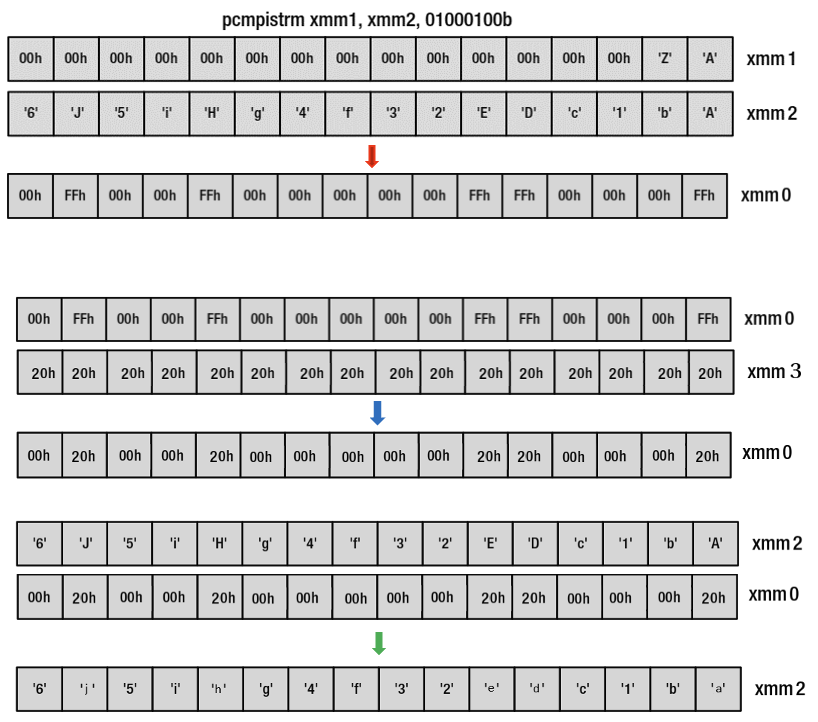 pcmpistrm xmm1, xmm2, 01000100b
00h 00h 00h 00h 00h 00h 00h 00h 00h 00h 00h 00h 00h 00h 'Z' 'A' xmm1
'6' 'J' '5' 'i' 'H' 'g' '4' 'f' '3' '2' 'E' 'D' 'c' '1' 'b' 'A' xmm2
00h FFh 00h 00h FFh 00h 00h 00h 00h 00h FFh FFh 00h 00h 00h FFh xmm0
00h FFh 00h 00h FFh 00h 00h 00h 00h 00h FFh FFh 00h 00h 00h FFh xmm0
20h 20h 20h 20h 20h 20h 20h 20h 20h 20h 20h 20h 20h 20h 20h 20h xmm 3
00h 20h 00h 00h 20h 00h 00h 00h 00h 00h 20h 20h 00h 00h 00h 20h xmm0
'6' 'J' '5' 'i' 'H' 'g' '4' 'f' '3' '2' 'E' 'D' 'c' '1' 'b' 'A' xmm2
00h 20h 00h 00h 20h 00h 00h 00h 00h 00h 20h 20h 00h 00h 00h 20h xmm0
'6' 'j' '5' 'i' 'h' 'g' '4' 'f' '3' '2' 'e' 'd' 'c' '1' 'b' 'a' xmm2